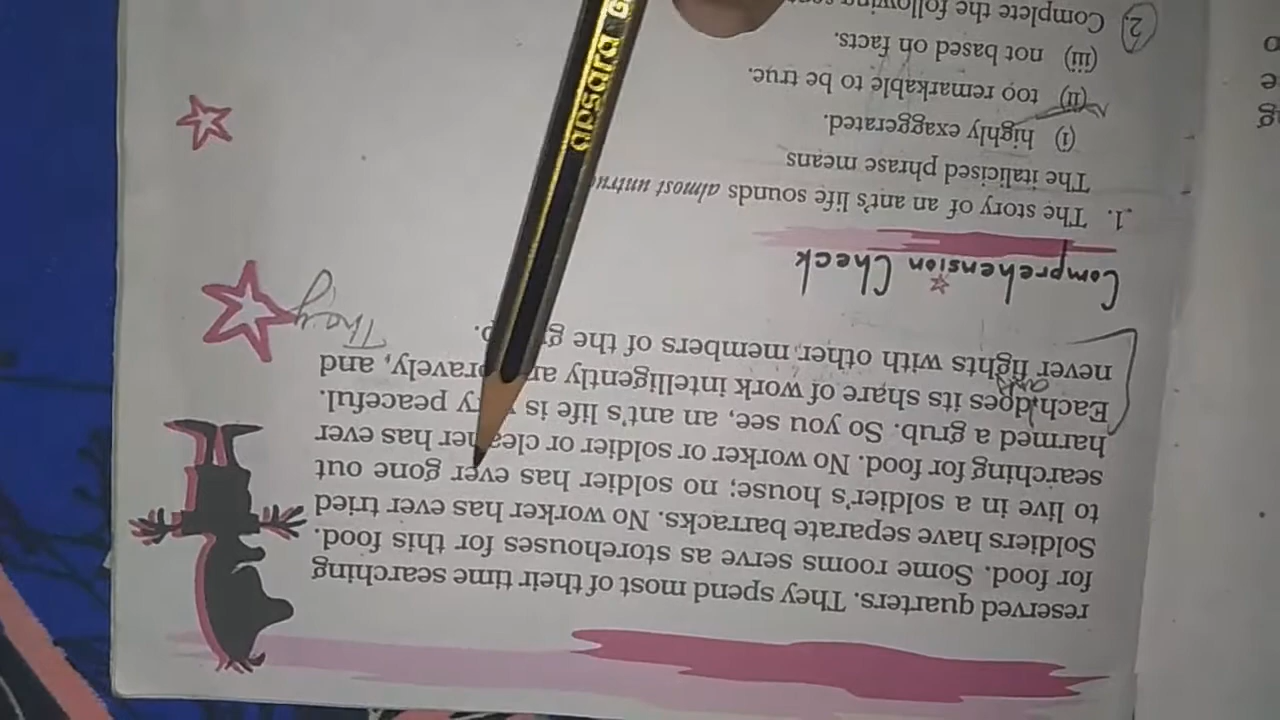 reserved quarters. They spend most of their time searching
for food. Some rooms serve as storehouses for this food.
Soldiers have separate barracks. No worker has ever tried
to live in a soldier's house; no soldier has ever gone out
searching for food. No worker or soldier or cleaner has ever
harmed a grub. So you see, an ant's life is very peaceful.
Each does its share of work intelligently and bravely, and
ant
never fights with other members of the group.
They
Comprehension Check
1. The story of an ant's life sounds almost untrue
The italicised phrase means
(i) highly exaggerated.
(ii) too remarkable to be true.
(iii) not based on facts.
2. Complete the following
apsara